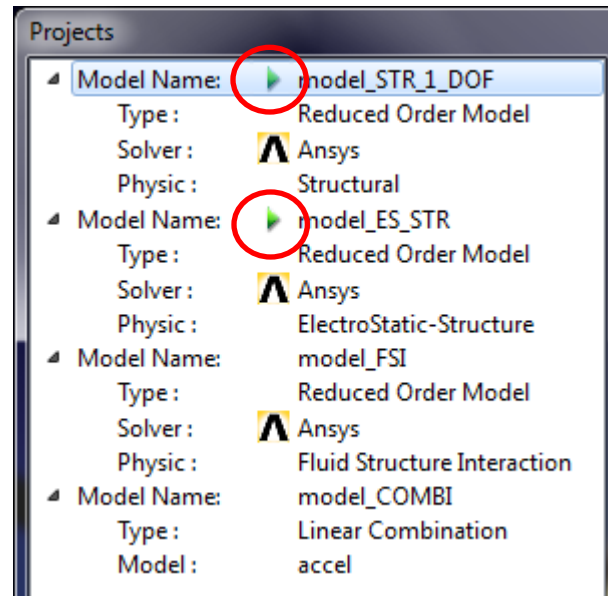 Projects
Model Name: model_STR_1_DOF
Type : Reduced Order Model
Solver : Ansys
Physic : Structural
Model Name: model_ES_STR
Type : Reduced Order Model
Solver : Ansys
Physic : ElectroStatic-Structure
Model Name: model_FSI
Type : Reduced Order Model
Solver : Ansys
Physic : Fluid Structure Interaction
Model Name: model_COMBI
Type : Linear Combination
Model : accel